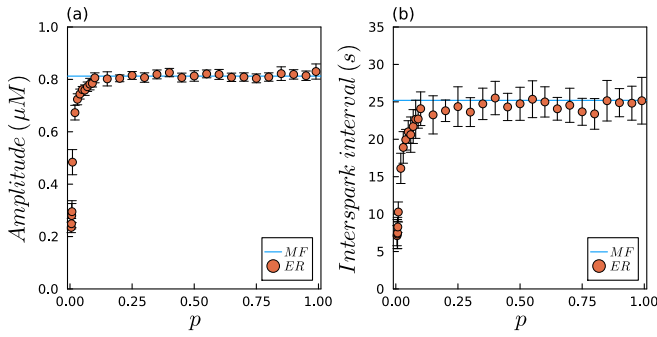 (a)
Amplitude (μM)
1.0
0.8
0.6
0.4
0.2
0.0
0.00 0.25 0.50 0.75 1.00
p
MF
ER
(b)
Interspark interval (s)
35
30
25
20
15
10
5
0
0.00 0.25 0.50 0.75 1.00
p
MF
ER